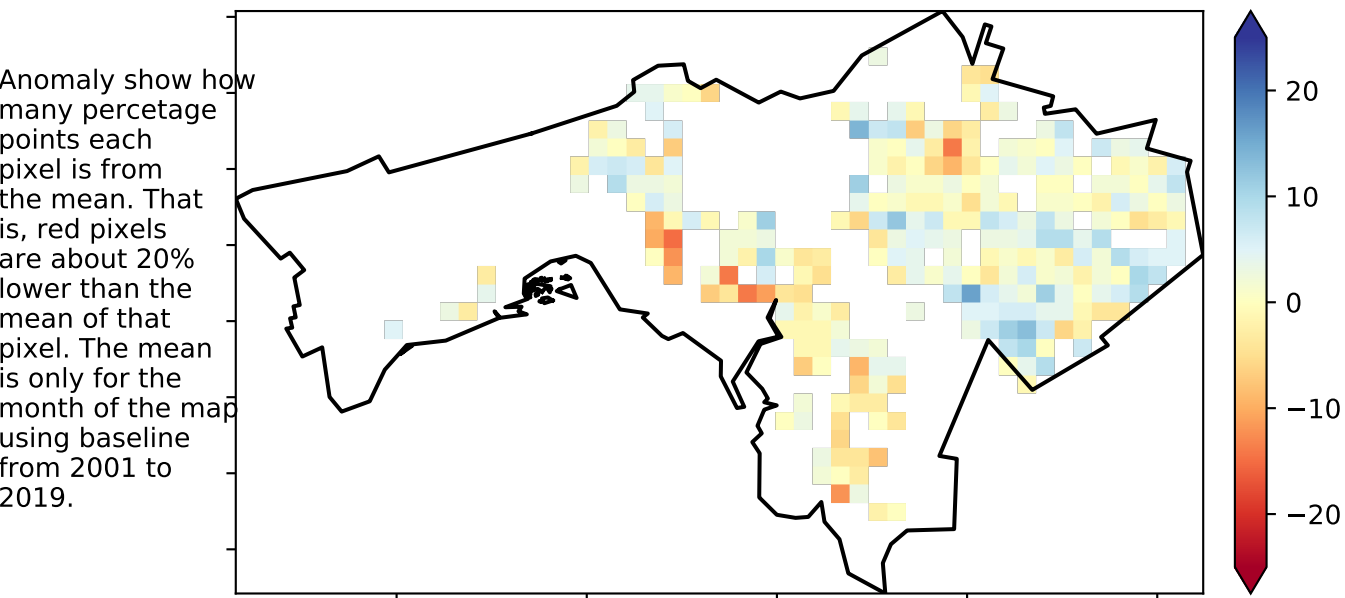 Anomaly show how
many percetage
points each
pixel is from
the mean. That
is, red pixels
are about 20%
lower than the
mean of that
pixel. The mean
is only for the
month of the map
using baseline
from 2001 to
2019.
20
10
0
−10
−20